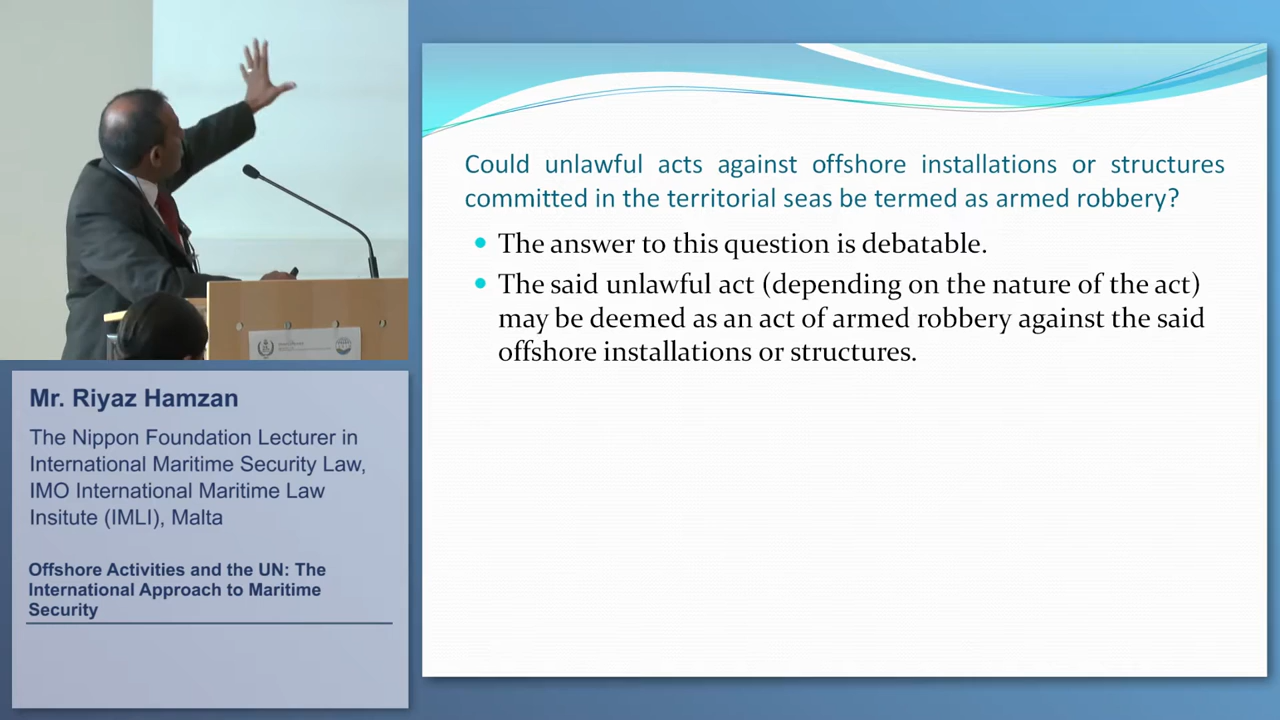 Could unlawful acts against offshore installations or structures
committed in the territorial seas be termed as armed robbery?
The answer to this question is debatable.
The said unlawful act (depending on the nature of the act)
may be deemed as an act of armed robbery against the said
offshore installations or structures.
Mr. Riyaz Hamzan
The Nippon Foundation Lecturer in
International Maritime Security Law,
IMO International Maritime Law
Insitute (IMLI), Malta
Offshore Activities and the UN: The
International Approach to Maritime
Security